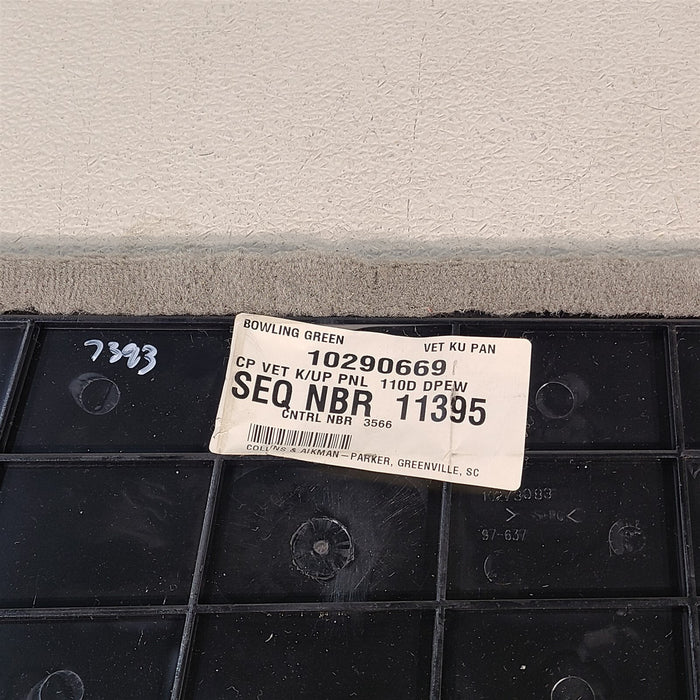 BOWLING GREEN VET KU PAN
10290669
CP VET K/UP PNL 110D DPEW
SEQ NBR 11395
CNTRL NBR 3566
COLLINS & AIKMAN-PARKER, GREENVILLE, SC
7393
97-637